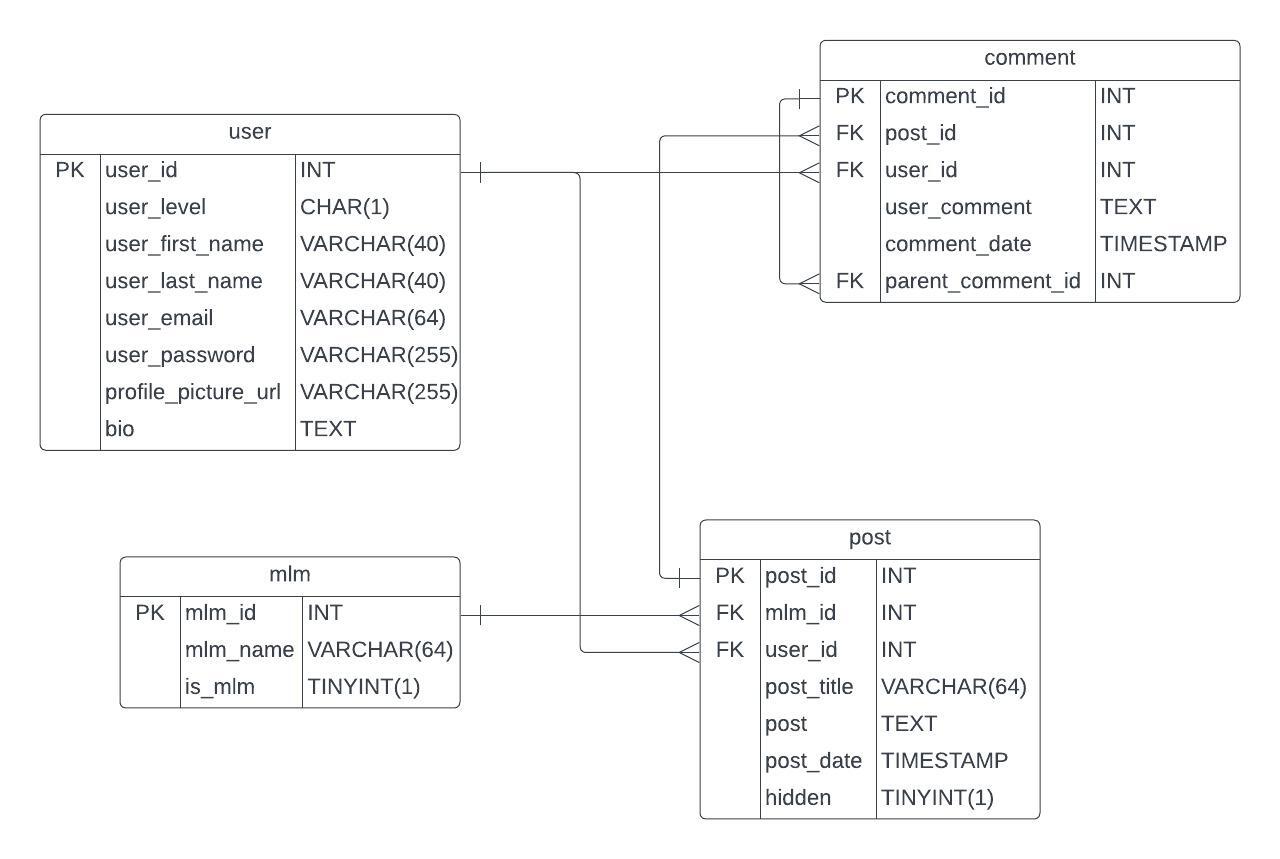 user
PK user_id INT
user_level CHAR(1)
user_first_name VARCHAR(40)
user_last_name VARCHAR(40)
user_email VARCHAR(64)
user_password VARCHAR(255)
profile_picture_url VARCHAR(255)
bio TEXT
comment
PK comment_id INT
FK post_id INT
FK user_id INT
user_comment TEXT
comment_date TIMESTAMP
FK parent_comment_id INT
mlm
PK mlm_id INT
mlm_name VARCHAR(64)
is_mlm TINYINT(1)
post
PK post_id INT
FK mlm_id INT
FK user_id INT
post_title VARCHAR(64)
post TEXT
post_date TIMESTAMP
hidden TINYINT(1)